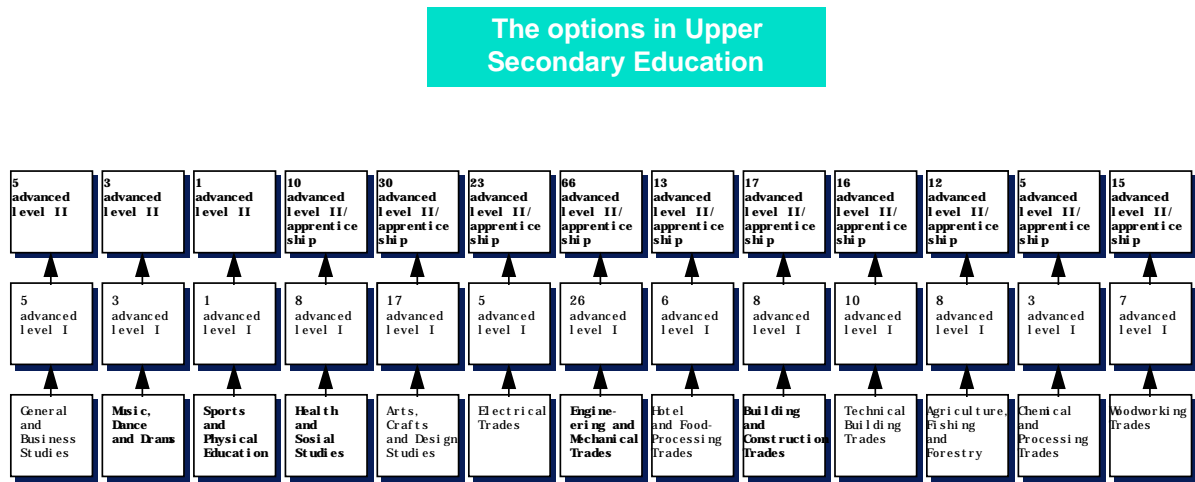 The options in Upper
Secondary Education
5
advanced
level II
3
advanced
level II
1
advanced
level II
10
advanced
level II/
apprentice
ship
30
advanced
level II/
apprentice
ship
23
advanced
level II/
apprentice
ship
66
advanced
level II/
apprentice
ship
13
advanced
level II/
apprentice
ship
17
advanced
level II/
apprentice
ship
16
advanced
level II/
apprentice
ship
12
advanced
level II/
apprentice
ship
5
advanced
level II/
apprentice
ship
15
advanced
level II/
apprentice
ship
5
advanced
level I
3
advanced
level I
1
advanced
level I
8
advanced
level I
17
advanced
level I
5
advanced
level I
26
advanced
level I
6
advanced
level I
8
advanced
level I
10
advanced
level I
8
advanced
level I
3
advanced
level I
7
advanced
level I
General
and
Business
Studies
Music,
Dance
and Drama
Sports
and
Physical
Education
Health
and
Sosial
Studies
Arts,
Crafts
and Design
Studies
Electrical
Trades
Engine-
ering and
Mechanical
Trades
Hotel
and Food-
Processing
Trades
Building
and
Construction
Trades
Technical
Building
Trades
Agriculture,
Fishing
and
Forestry
Chemical
and
Processing
Trades
Woodworking
Trades